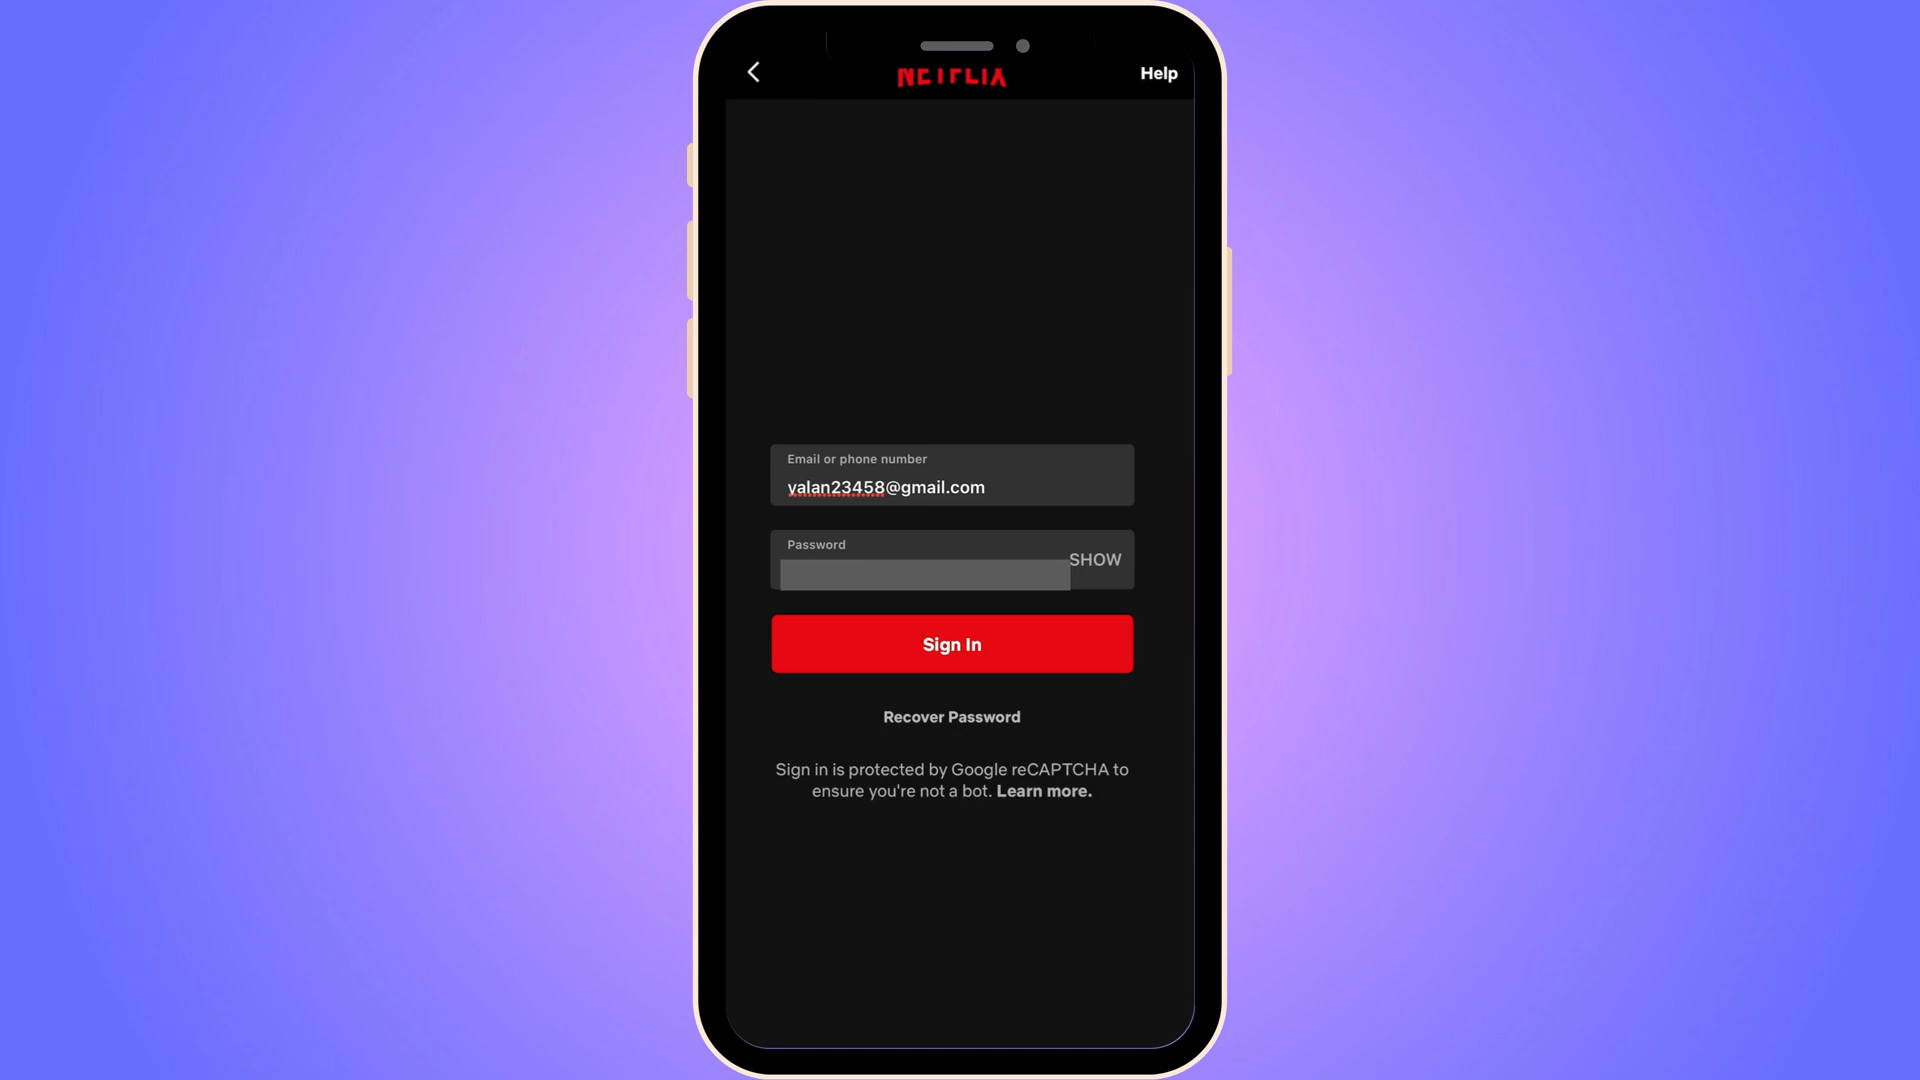 NETFLIX
Help
Email or phone number
yalan23458@gmail.com
Password
SHOW
Sign In
Recover Password
Sign in is protected by Google reCAPTCHA to
ensure you're not a bot. Learn more.